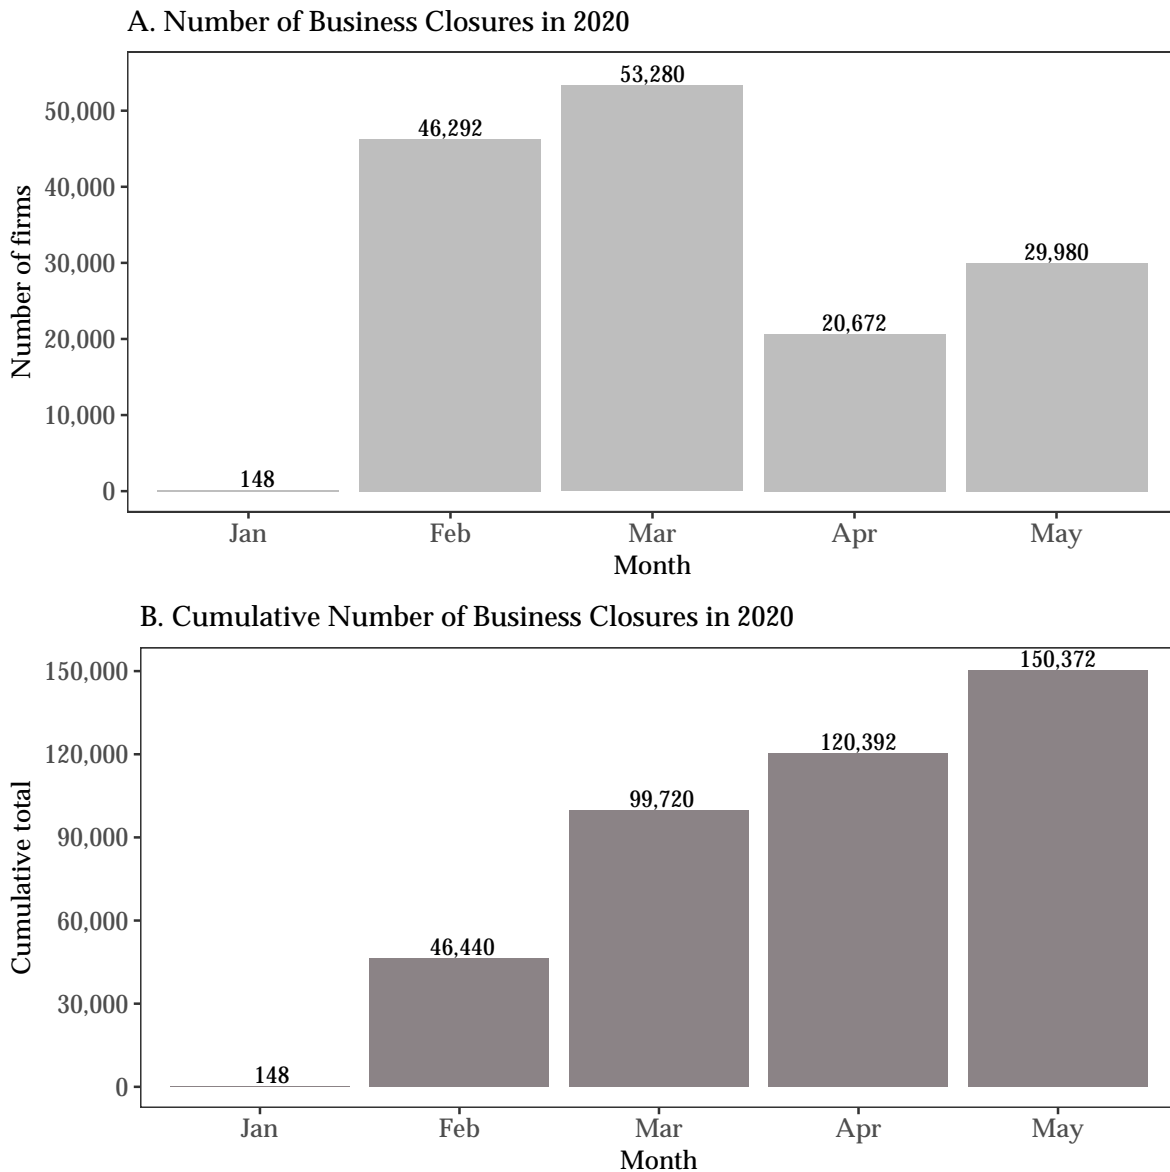 A. Number of Business Closures in 2020
53,280
50,000
46,292
40,000
Number of firms
30,000
29,980
20,672
20,000
10,000
148
0
Jan Feb Mar Apr May
Month
B. Cumulative Number of Business Closures in 2020
150,372
150,000
120,392
120,000
99,720
90,000
Cumulative total
60,000
46,440
30,000
148
0
Jan Feb Mar Apr May
Month